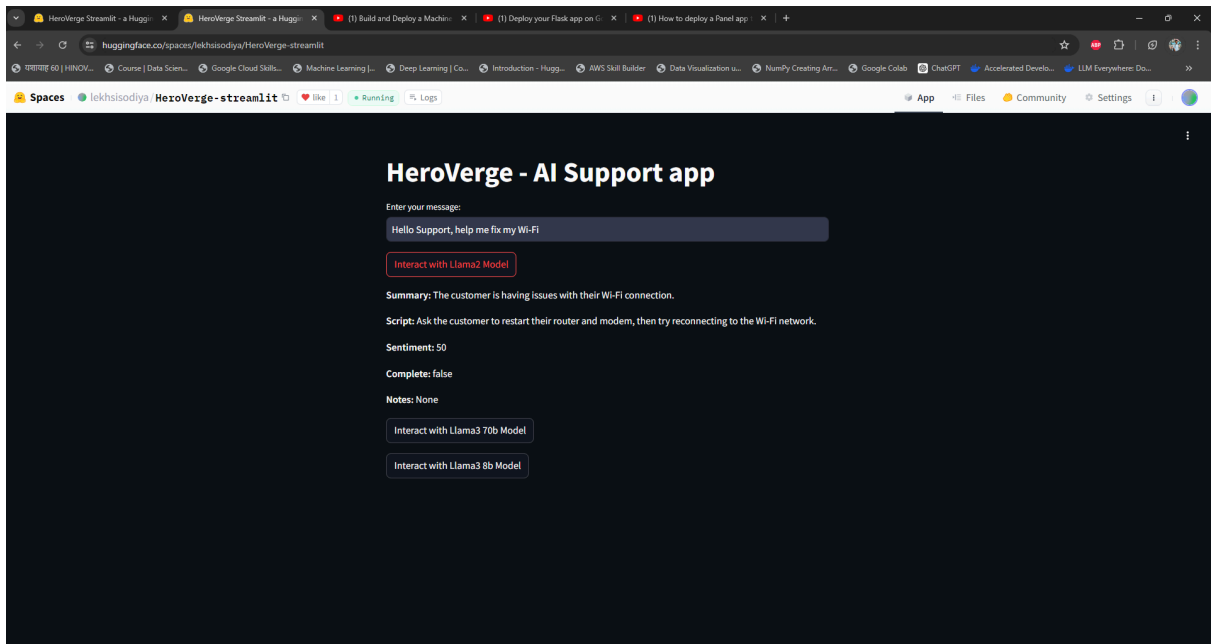 HeroVerge Streamlit - a Huggin
HeroVerge Streamlit - a Huggin
(1) Build and Deploy a Machine
(1) Deploy your Flask app on G
(1) How to deploy a Panel app
huggingface.co/spaces/lekhsisodiya/HeroVerge-streamlit
ABP
60 | HINOV...
Course | Data Scien...
Google Cloud Skills...
Machine Learning |...
Deep Learning | Co...
Introduction - Hugg...
AWS Skill Builder
Data Visualization u...
NumPy Creating Arr...
Google Colab
ChatGPT
Accelerated Develo...
LLM Everywhere: Do...
Spaces
lekhsisodiya/HeroVerge-streamlit
like 1
Running
Logs
App
Files
Community
Settings
HeroVerge - AI Support app
Enter your message:
Hello Support, help me fix my Wi-Fi
Interact with Llama2 Model
Summary: The customer is having issues with their Wi-Fi connection.
Script: Ask the customer to restart their router and modem, then try reconnecting to the Wi-Fi network.
Sentiment: 50
Complete: false
Notes: None
Interact with Llama3 70b Model
Interact with Llama3 8b Model